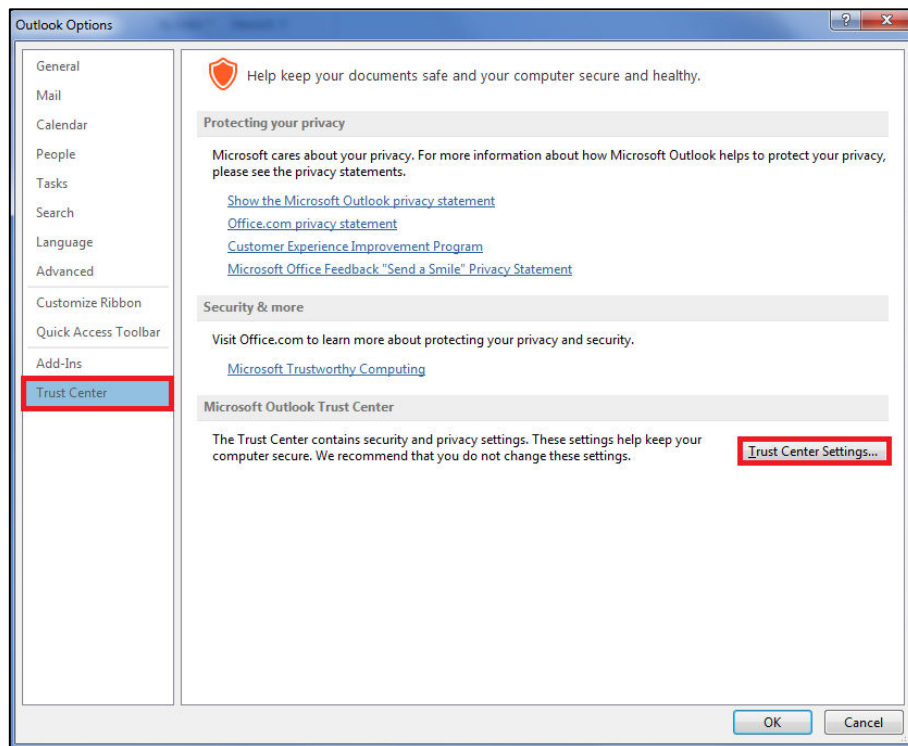 Outlook Options
?
General
Mail
Calendar
People
Tasks
Search
Language
Advanced
Customize Ribbon
Quick Access Toolbar
Add-Ins
Trust Center
Help keep your documents safe and your computer secure and healthy.
Protecting your privacy
Microsoft cares about your privacy. For more information about how Microsoft Outlook helps to protect your privacy,
please see the privacy statements.
Show the Microsoft Outlook privacy statement
Office.com privacy statement
Customer Experience Improvement Program
Microsoft Office Feedback "Send a Smile" Privacy Statement
Security & more
Visit Office.com to learn more about protecting your privacy and security.
Microsoft Trustworthy Computing
Microsoft Outlook Trust Center
The Trust Center contains security and privacy settings. These settings help keep your
computer secure. We recommend that you do not change these settings.
Trust Center Settings...
OK
Cancel